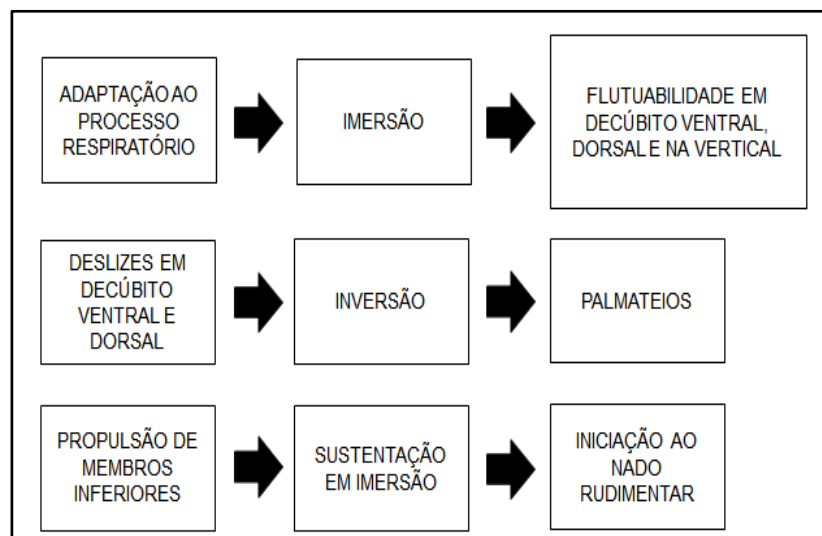 ADAPTAÇÃO AO
PROCESSO
RESPIRATÓRIO
IMERSÃO
FLUTUABILIDADE EM
DECÚBITO VENTRAL,
DORSAL E NA VERTICAL
DESLIZES EM
DECÚBITO
VENTRAL E
DORSAL
INVERSÃO
PALMATEIOS
PROPULSÃO DE
MEMBROS
INFERIORES
SUSTENTAÇÃO
EM IMERSÃO
INICIAÇÃO AO
NADO
RUDIMENTAR